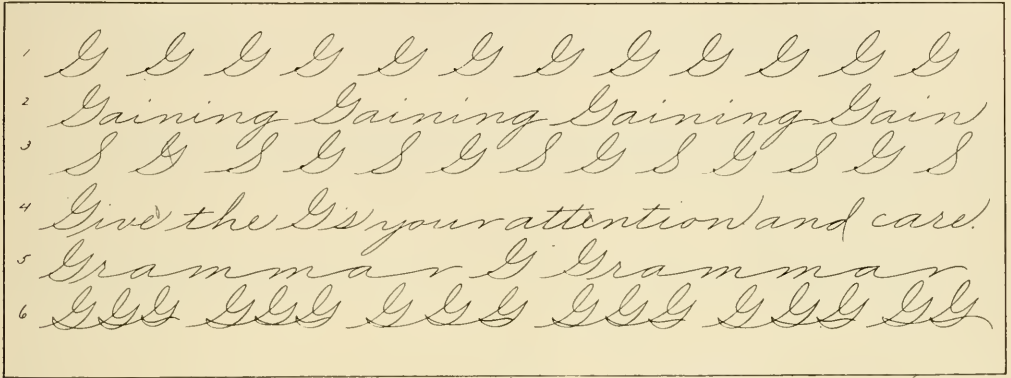 1 G G G G G G G G G G G G
2 Gaining Gaining Gaining Gain
3 S G S G S G S G S G S G S
4 Give the G's your attention and care.
5 Grammar G Grammar
6 GGG GGG G G G GGG GGG GG